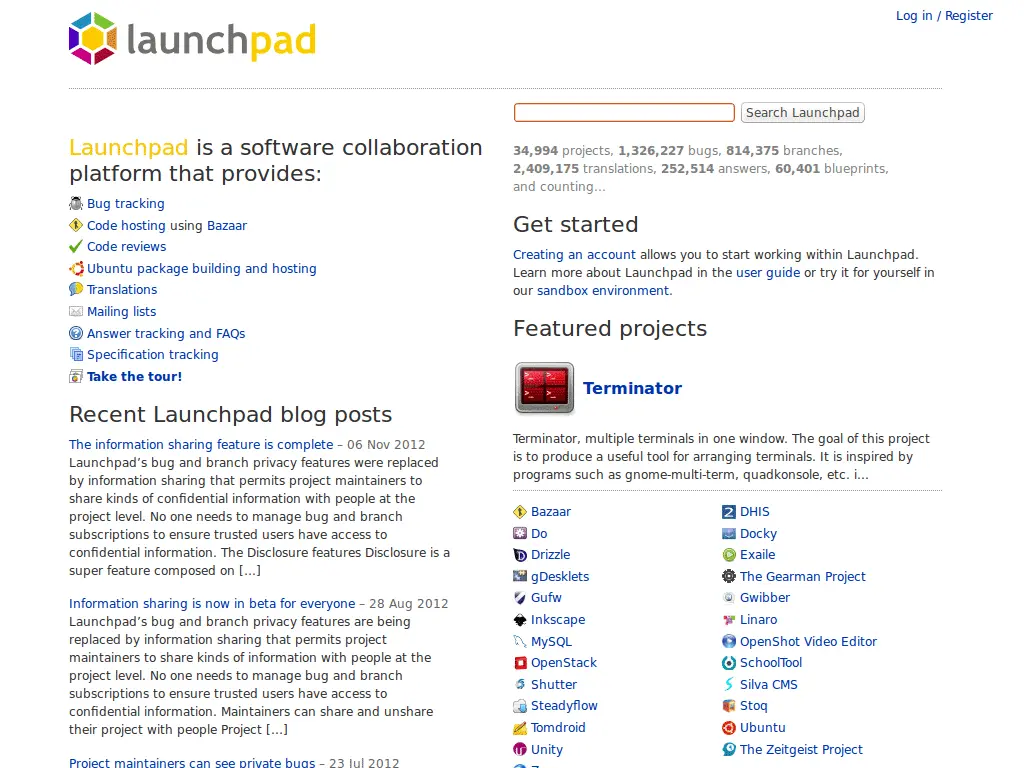 Log in / Register
launchpad
Search Launchpad
Launchpad is a software collaboration
platform that provides:
Bug tracking
Code hosting using Bazaar
Code reviews
Ubuntu package building and hosting
Translations
Mailing lists
Answer tracking and FAQs
Specification tracking
Take the tour!
Recent Launchpad blog posts
The information sharing feature is complete – 06 Nov 2012
Launchpad’s bug and branch privacy features were replaced
by information sharing that permits project maintainers to
share kinds of confidential information with people at the
project level. No one needs to manage bug and branch
subscriptions to ensure trusted users have access to
confidential information. The Disclosure features Disclosure is a
super feature composed on [...]
Information sharing is now in beta for everyone – 28 Aug 2012
Launchpad’s bug and branch privacy features are being
replaced by information sharing that permits project
maintainers to share kinds of information with people at the
project level. No one needs to manage bug and branch
subscriptions to ensure trusted users have access to
confidential information. Maintainers can share and unshare
their project with people Project [...]
Project maintainers can see private bugs – 23 Jul 2012
34,994 projects, 1,326,227 bugs, 814,375 branches,
2,409,175 translations, 252,514 answers, 60,401 blueprints,
and counting...
Get started
Creating an account allows you to start working within Launchpad.
Learn more about Launchpad in the user guide or try it for yourself in
our sandbox environment.
Featured projects
Terminator
Terminator, multiple terminals in one window. The goal of this project
is to produce a useful tool for arranging terminals. It is inspired by
programs such as gnome-multi-term, quadkonsole, etc. i...
Bazaar
Do
Drizzle
gDesklets
Gufw
Inkscape
MySQL
OpenStack
Shutter
Steadyflow
Tomdroid
Unity
DHIS
Docky
Exaile
The Gearman Project
Gwibber
Linaro
OpenShot Video Editor
SchoolTool
Silva CMS
Stoq
Ubuntu
The Zeitgeist Project